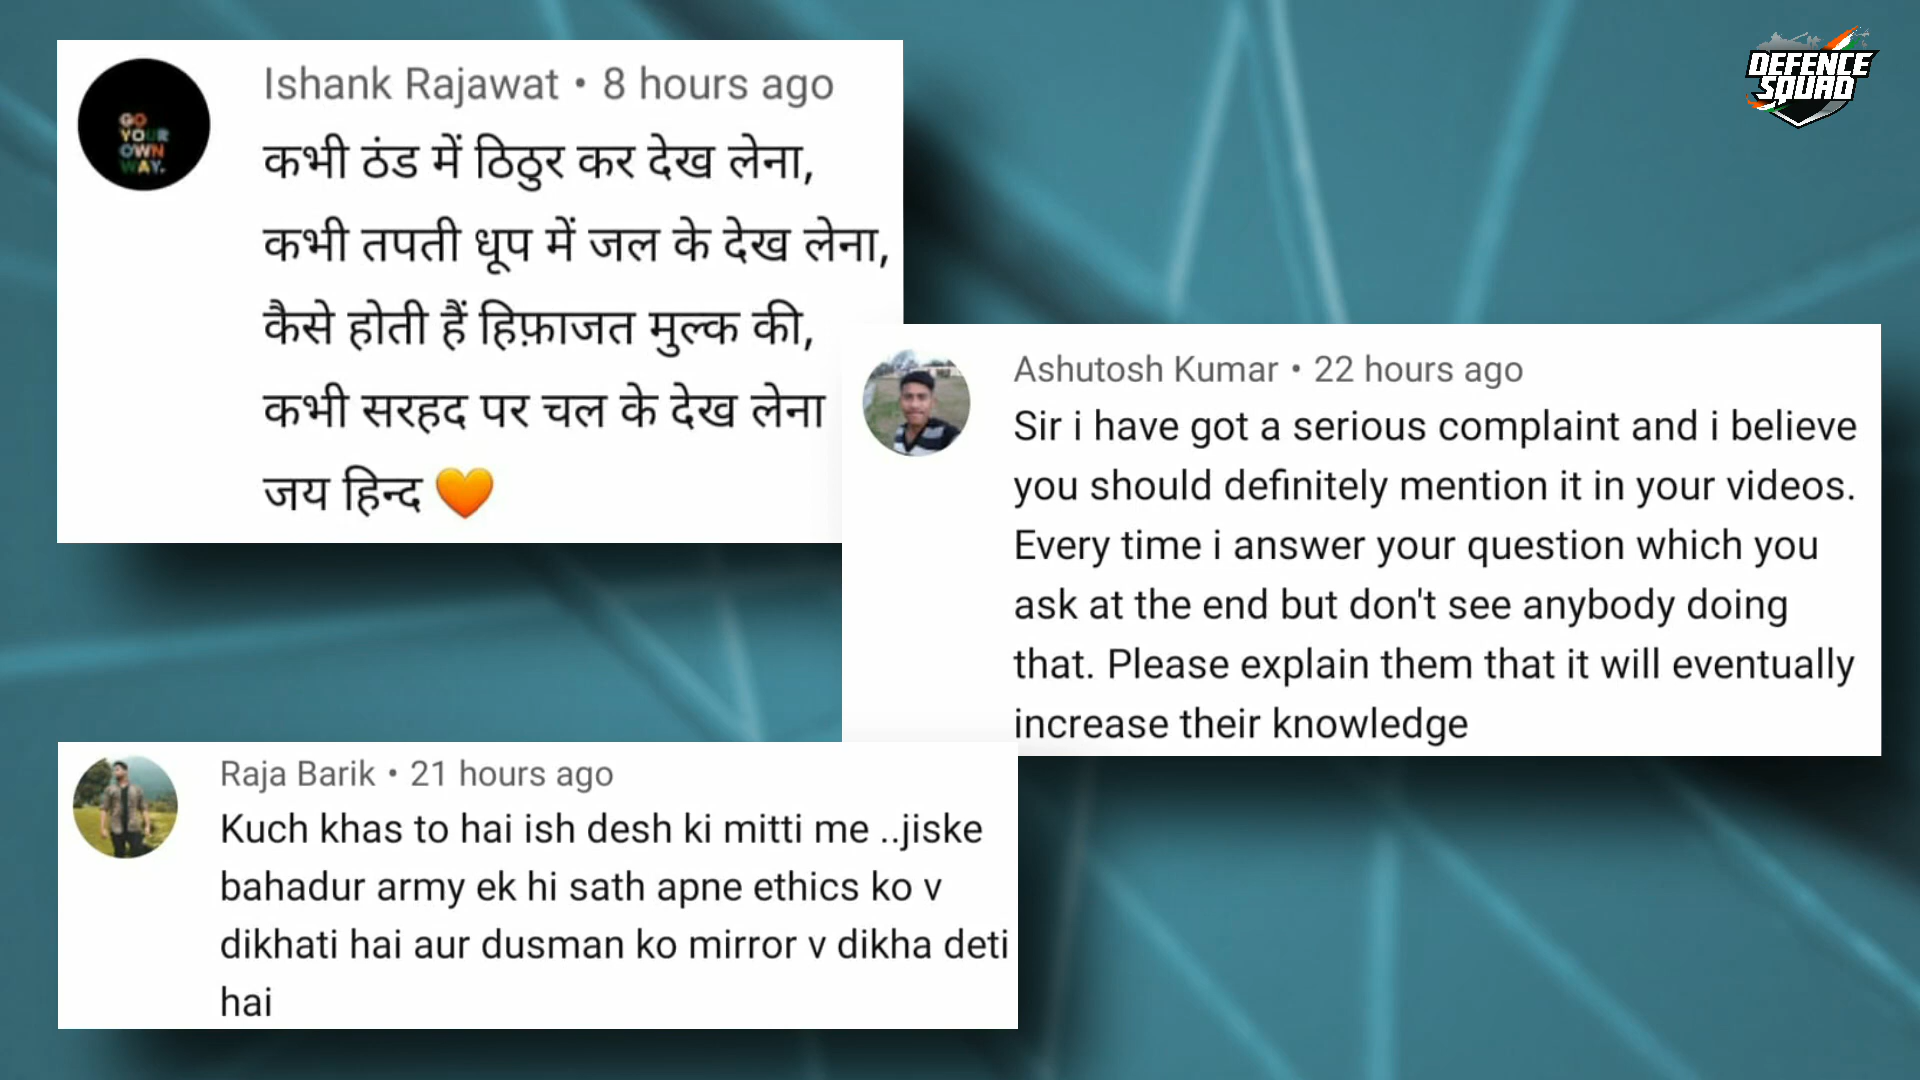 Ishank Rajawat • 8 hours ago
कभी ठंड में ठिठुर कर देख लेना,
कभी तपती धूप में जल के देख लेना,
कैसे होती हैं हिफ़ाजत मुल्क की,
कभी सरहद पर चल के देख लेना
जय हिन्द 🧡
GO
YOUR
OWN
WAY.
DEFENCE
SQUAD
Ashutosh Kumar • 22 hours ago
Sir i have got a serious complaint and i believe
you should definitely mention it in your videos.
Every time i answer your question which you
ask at the end but don't see anybody doing
that. Please explain them that it will eventually
increase their knowledge
Raja Barik • 21 hours ago
Kuch khas to hai ish desh ki mitti me ..jiske
bahadur army ek hi sath apne ethics ko v
dikhati hai aur dusman ko mirror v dikha deti
hai